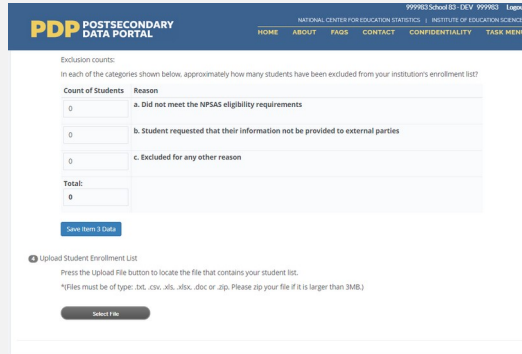 999983 School 83 - DEV 999983 Logou
PDP POSTSECONDARY DATA PORTAL
NATIONAL CENTER FOR EDUCATION STATISTICS | INSTITUTE OF EDUCATION SCIENCE
HOME ABOUT FAQS CONTACT CONFIDENTIALITY TASK MENU
Exclusion counts:
In each of the categories shown below, approximately how many students have been excluded from your institution's enrollment list?
Count of Students Reason
0 a. Did not meet the NPSAS eligibility requirements
0 b. Student requested that their information not be provided to external parties
0 c. Excluded for any other reason
Total:
0
Save Item 3 Data
4 Upload Student Enrollment List
Press the Upload File button to locate the file that contains your student list.
*(Files must be of type: .txt, .csv, .xls, .xlsx, .doc or .zip. Please zip your file if it is larger than 3MB.)
Select File